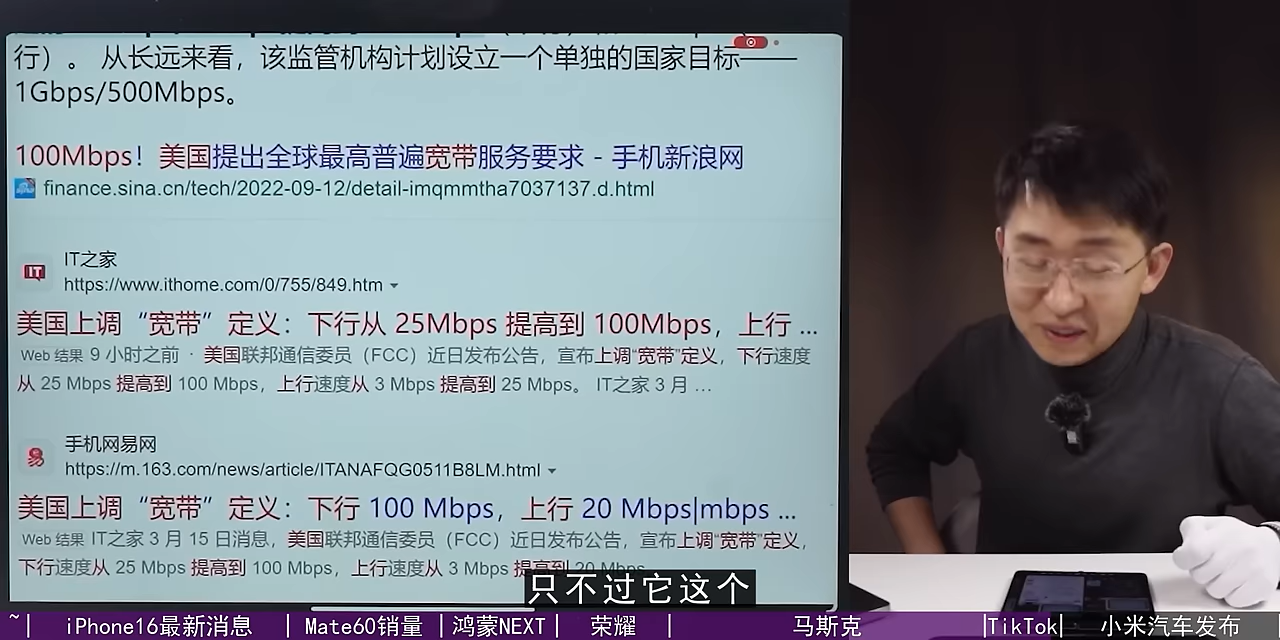 行）。 从长远来看，该监管机构计划设立一个单独的国家目标——
1Gbps/500Mbps。
100Mbps！美国提出全球最高普遍宽带服务要求 - 手机新浪网
finance.sina.cn/tech/2022-09-12/detail-imqmmtha7037137.d.html
IT之家
IT
https://www.ithome.com/0/755/849.htm
美国上调“宽带”定义：下行从 25Mbps 提高到 100Mbps，上行 ...
Web 结果 9 小时之前 · 美国联邦通信委员（FCC）近日发布公告，宣布上调“宽带”定义，下行速度
从 25 Mbps 提高到 100 Mbps，上行速度从 3 Mbps 提高到 25 Mbps。 IT之家 3 月 ...
手机网易网
https://m.163.com/news/article/ITANAFQG0511B8LM.html
美国上调“宽带”定义：下行 100 Mbps，上行 20 Mbps|mbps ...
Web 结果 IT之家 3 月 15 日消息，美国联邦通信委员（FCC）近日发布公告，宣布上调“宽带”定义，
下行速度从 25 Mbps 提高到 100 Mbps，上行速度从 3 Mbps 提高到 20 Mbps
只不过它这个
~| iPhone16最新消息 | Mate60销量 |鸿蒙NEXT| 荣耀 | 马斯克 |TikTok| 小米汽车发布